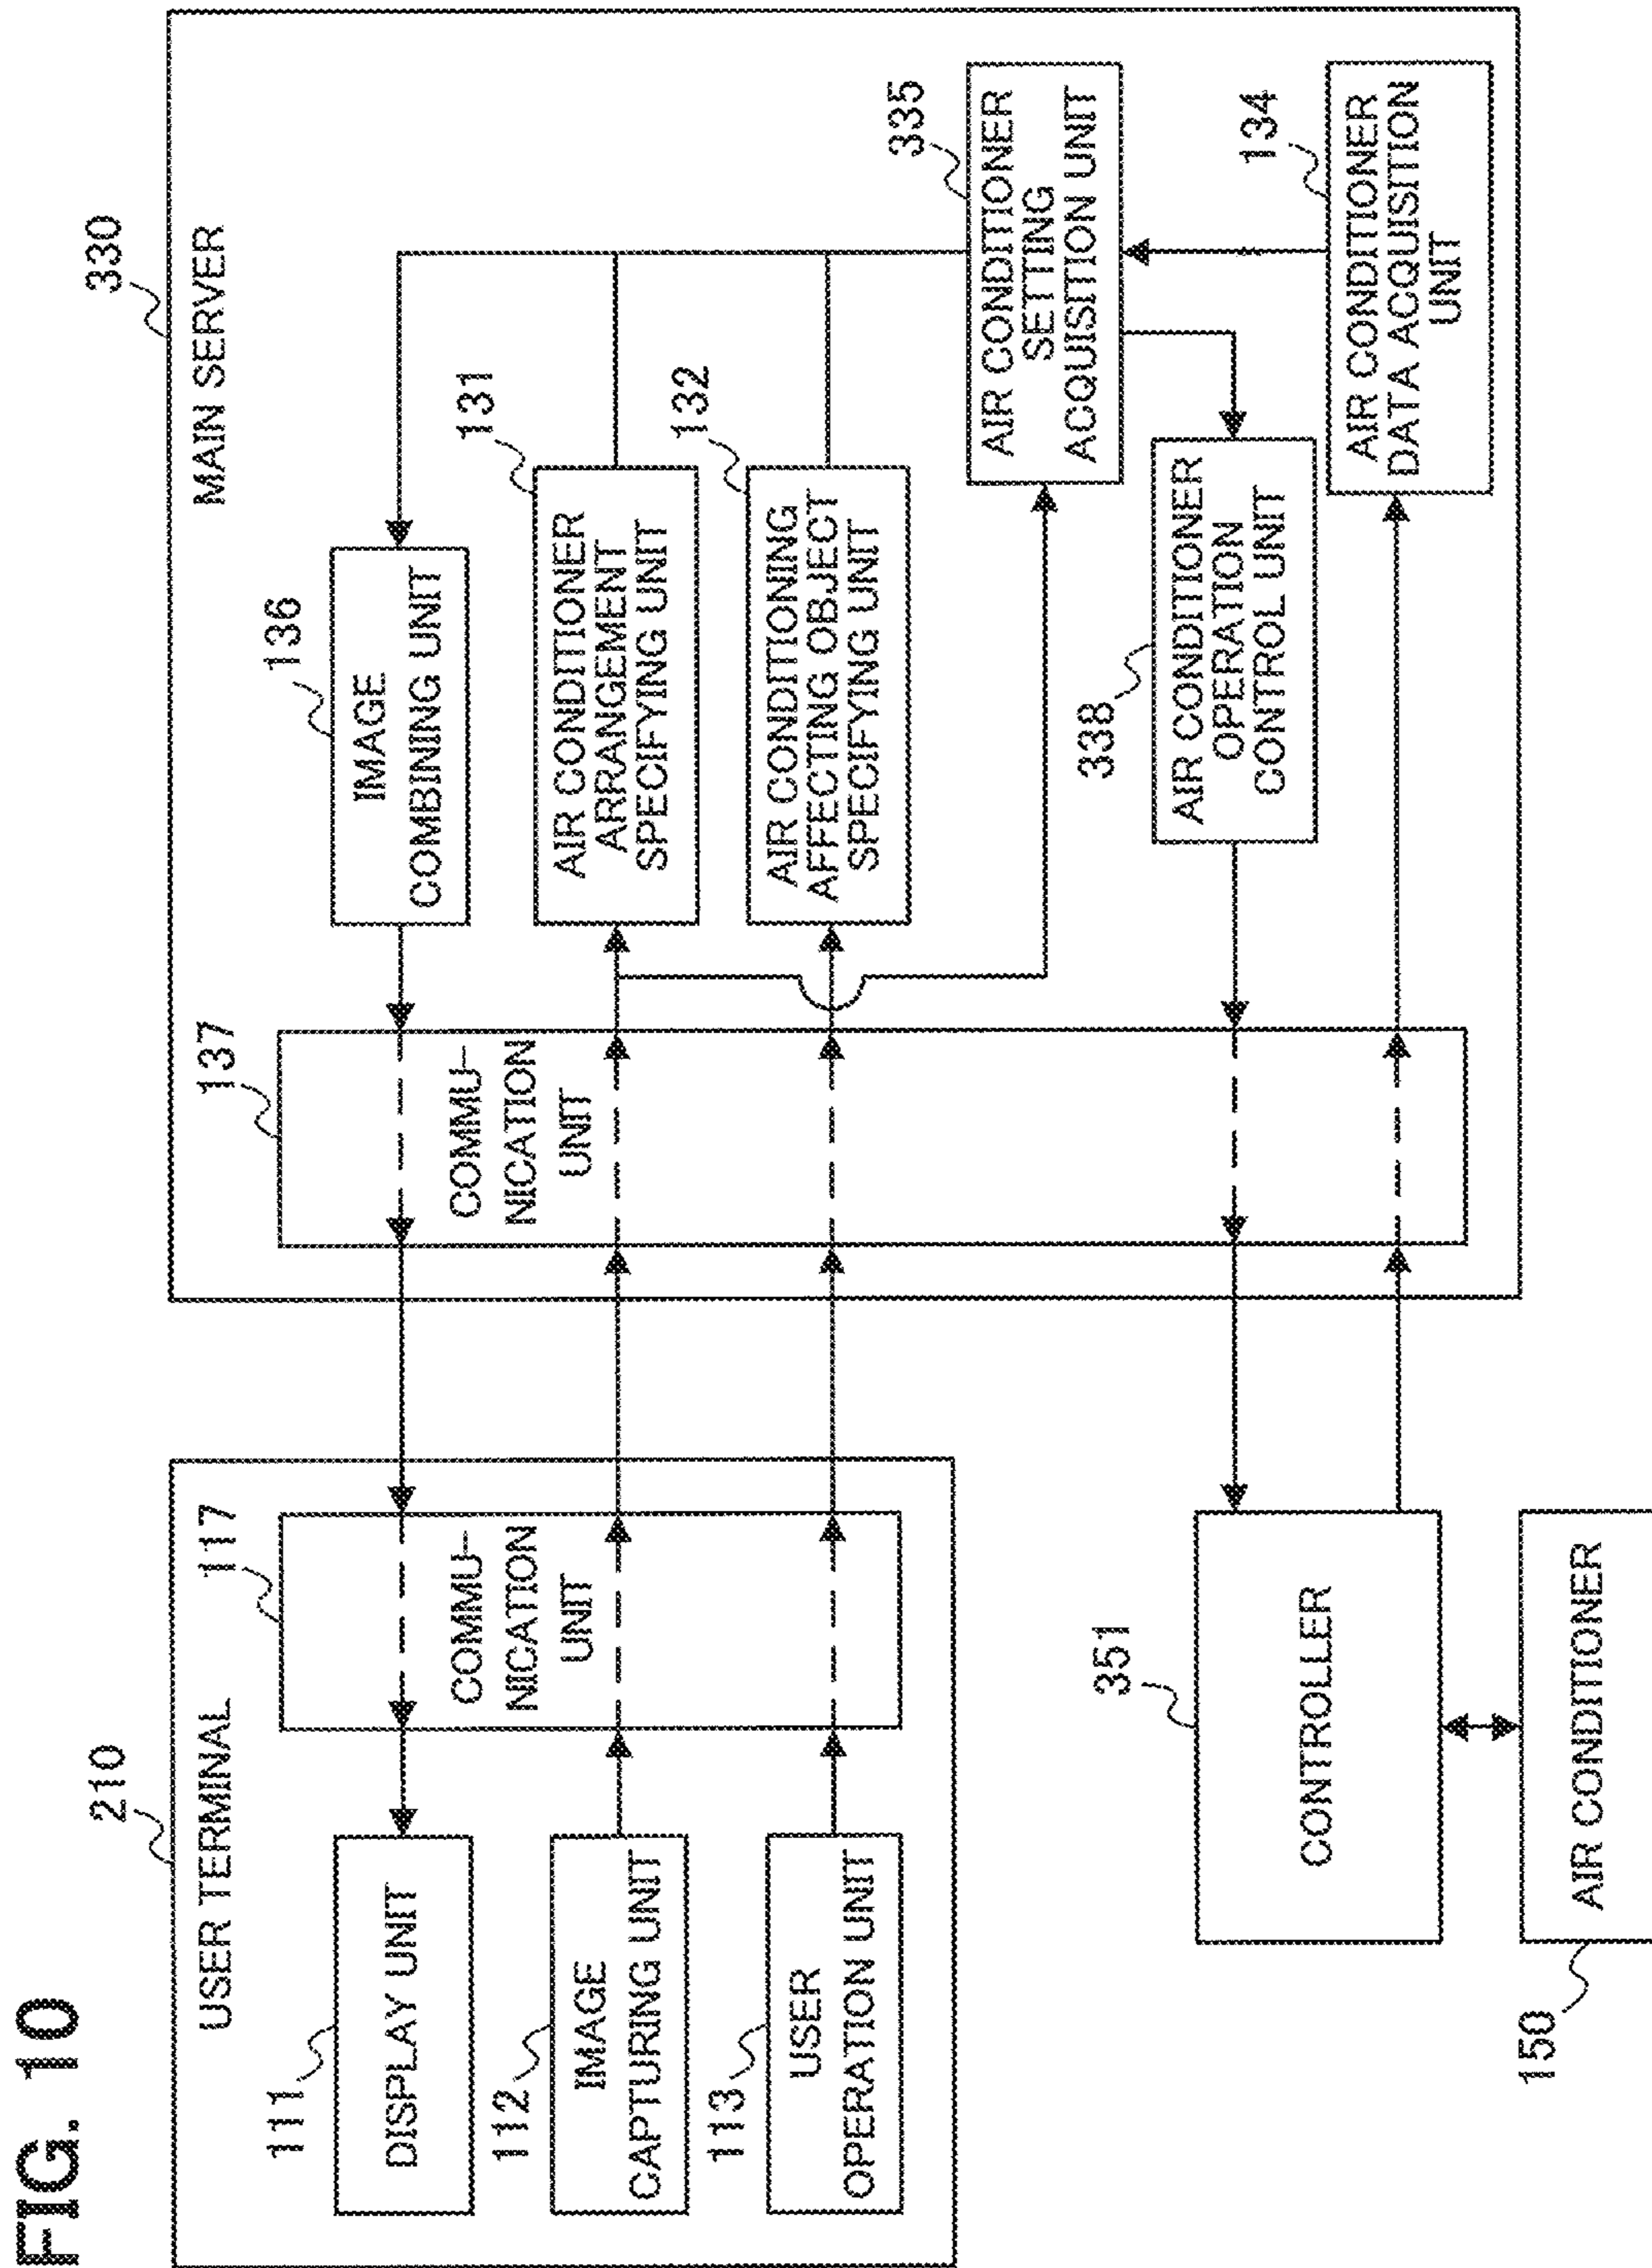 FIG. 10
210
USER TERMINAL
111
DISPLAY UNIT
112
IMAGE
CAPTURING UNIT
113
USER
OPERATION UNIT
117
COMMU-
NICATION
UNIT
351
CONTROLLER
150
AIR CONDITIONER
330
MAIN SERVER
137
COMMU-
NICATION
UNIT
136
IMAGE
COMBINING UNIT
131
AIR CONDITIONER
ARRANGEMENT
SPECIFYING UNIT
132
AIR CONDITIONING
AFFECTING OBJECT
SPECIFYING UNIT
335
AIR CONDITIONER
SETTING
ACQUISITION UNIT
338
AIR CONDITIONER
OPERATION
CONTROL UNIT
134
AIR CONDITIONER
DATA ACQUISITION
UNIT